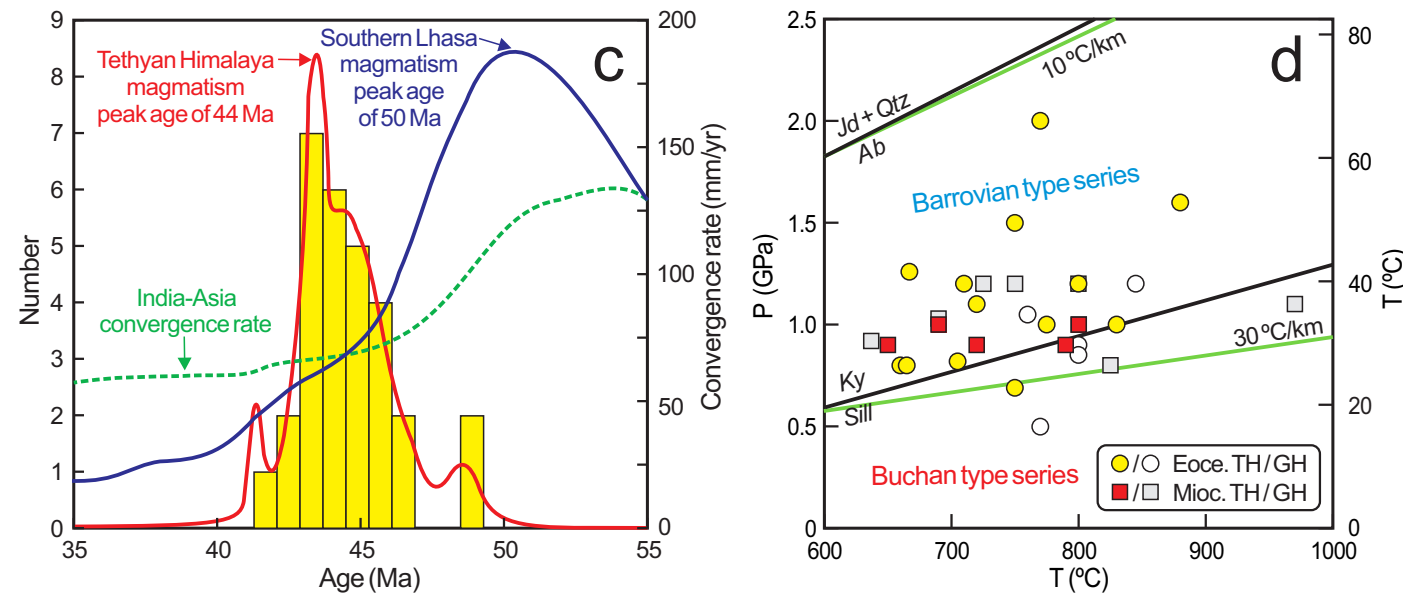 c
Tethyan Himalaya
magmatism
peak age of 44 Ma
Southern Lhasa
magmatism
peak age
of 50 Ma
India-Asia
convergence rate
Number
9
8
7
6
5
4
3
2
1
0
35
40
45
50
55
Age (Ma)
200
150
100
50
0
Convergence rate (mm/yr)
d
Jd + Qtz
Ab
10 ºC/km
Barrovian type series
Ky
Sill
30 ºC/km
Buchan type series
Eoce. TH / GH
Mioc. TH / GH
P (GPa)
2.5
2.0
1.5
1.0
0.5
0
600
700
800
900
1000
T (ºC)
80
60
40
20
0
T (ºC)